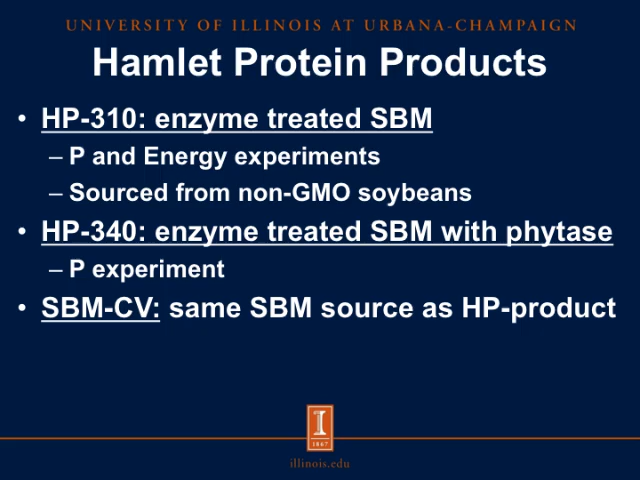 UNIVERSITY OF ILLINOIS AT URBANA-CHAMPAIGN
Hamlet Protein Products
• HP-310: enzyme treated SBM
– P and Energy experiments
– Sourced from non-GMO soybeans
• HP-340: enzyme treated SBM with phytase
– P experiment
• SBM-CV: same SBM source as HP-product
I
1867
illinois.edu